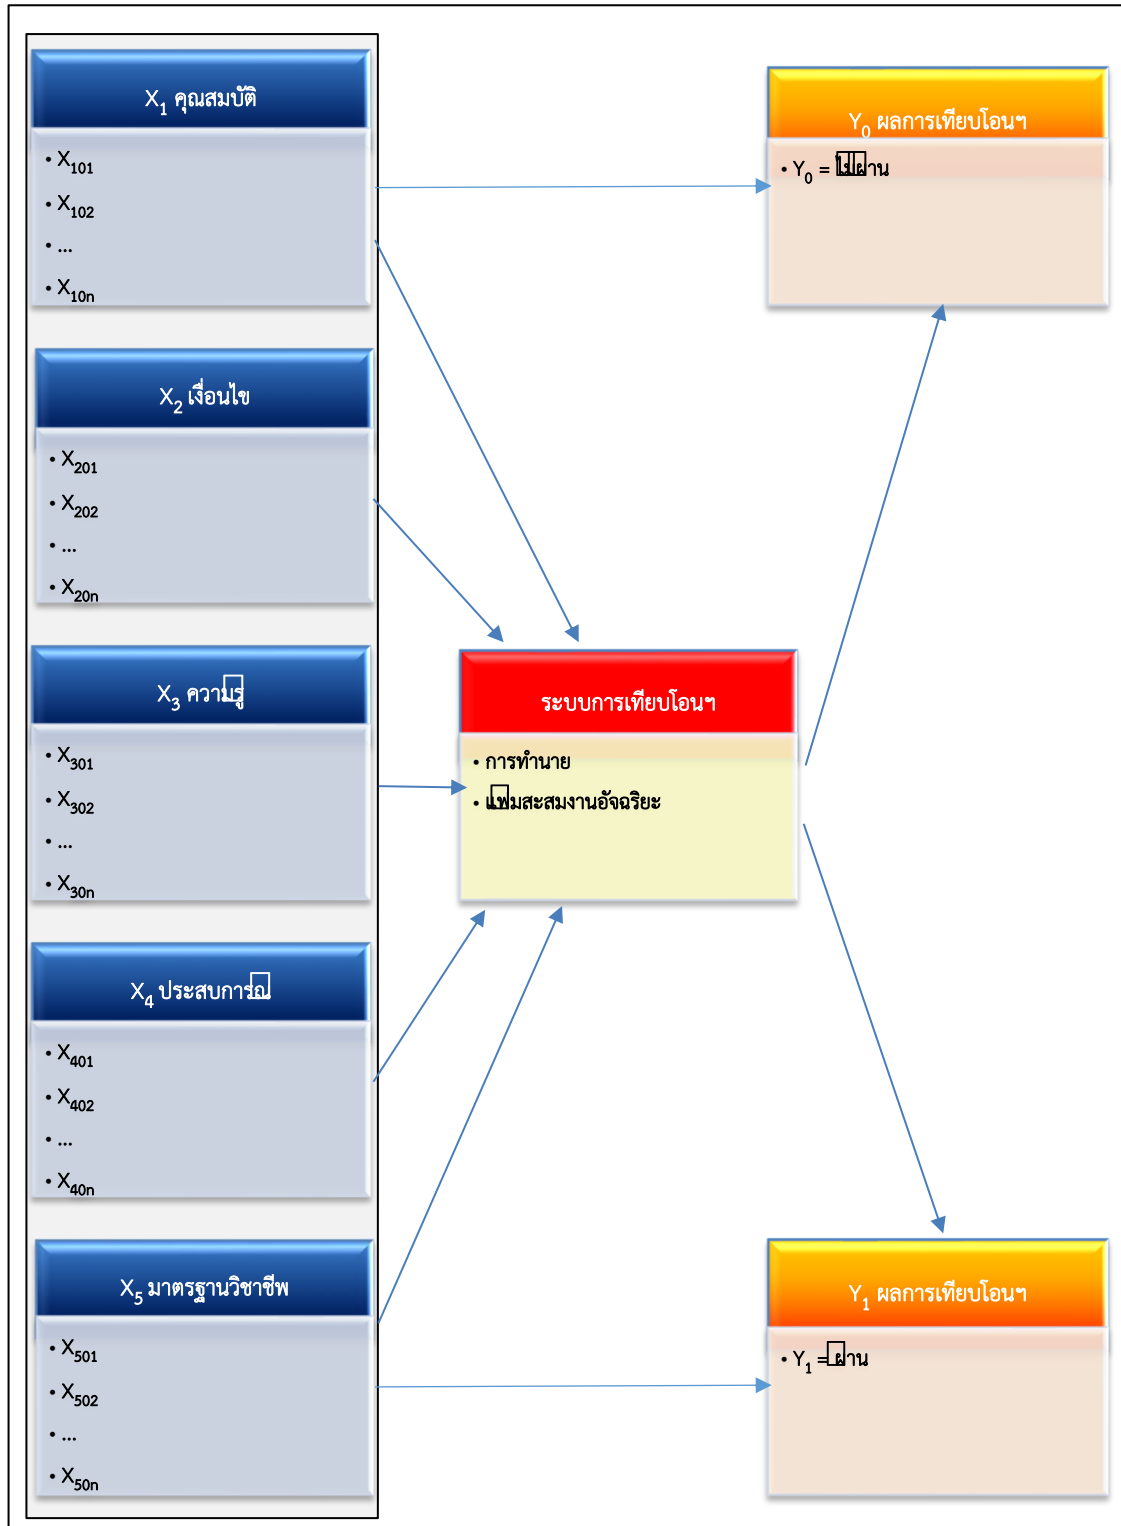 X₁ คุณสมบัติ
• X₁₀₁
• X₁₀₂
• ...
• X₁₀ₙ
X₂ เงื่อนไข
• X₂₀₁
• X₂₀₂
• ...
• X₂₀ₙ
X₃ ความรู้
• X₃₀₁
• X₃₀₂
• ...
• X₃₀ₙ
X₄ ประสบการณ์
• X₄₀₁
• X₄₀₂
• ...
• X₄₀ₙ
X₅ มาตรฐานวิชาชีพ
• X₅₀₁
• X₅₀₂
• ...
• X₅₀ₙ
ระบบการเทียบโอนฯ
• การทำนาย
• แฟ้มสะสมงานอัจฉริยะ
Y₀ ผลการเทียบโอนฯ
• Y₀ = ไม่ผ่าน
Y₁ ผลการเทียบโอนฯ
• Y₁ = ผ่าน